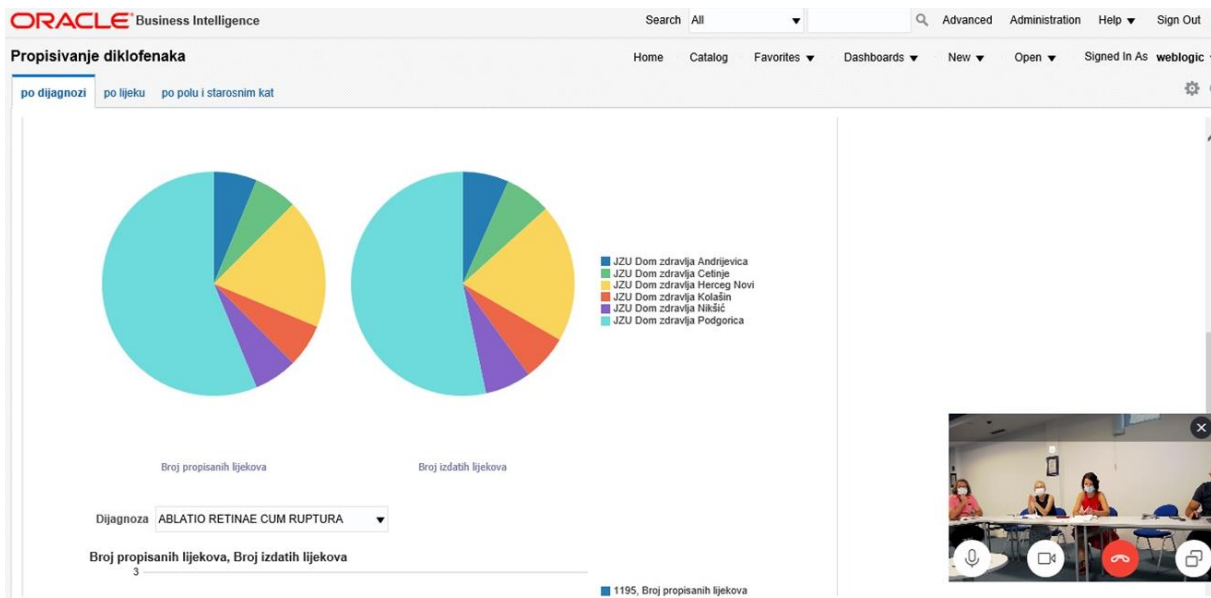 ORACLE Business Intelligence
Search All Advanced Administration Help Sign Out
Propisivanje diklofenaka
Home Catalog Favorites Dashboards New Open Signed In As weblogic
po dijagnozi po lijeku po polu i starosnim kat
JZU Dom zdravlja Andrijevica
JZU Dom zdravlja Cetinje
JZU Dom zdravlja Herceg Novi
JZU Dom zdravlja Kolašin
JZU Dom zdravlja Nikšić
JZU Dom zdravlja Podgorica
Broj propisanih lijekova Broj izdatih lijekova
Dijagnoza ABLATIO RETINAE CUM RUPTURA
Broj propisanih lijekova, Broj izdatih lijekova
3
1195, Broj propisanih lijekova